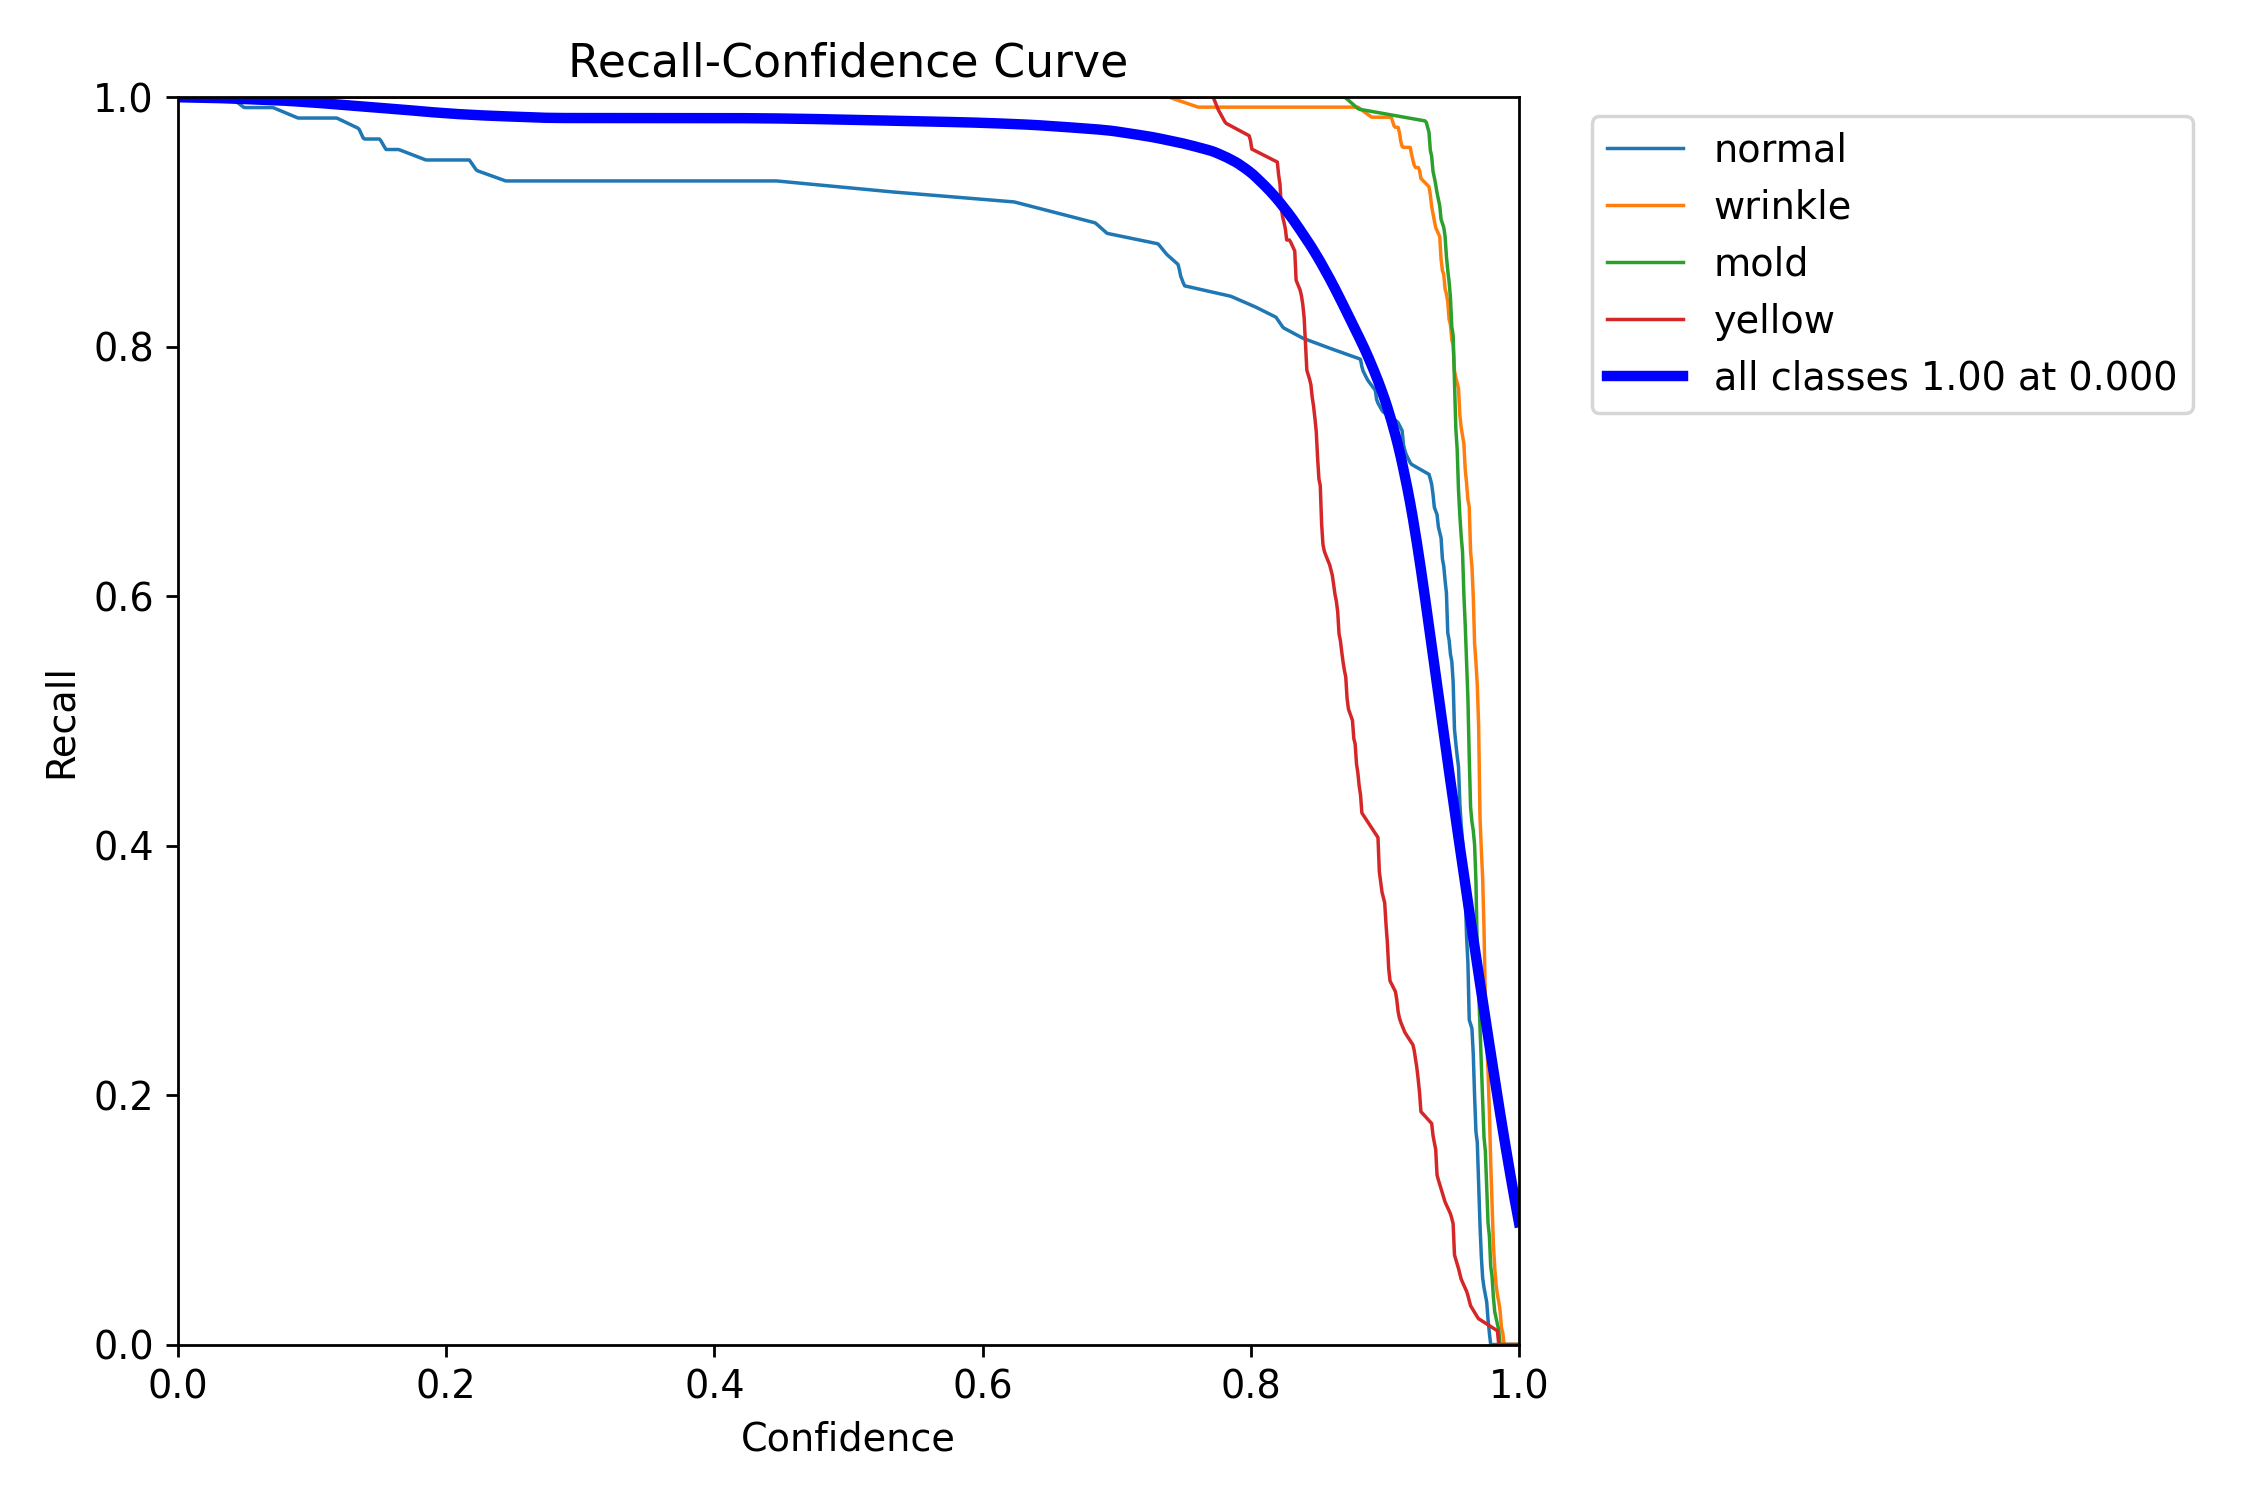 Recall-Confidence Curve
1.0
0.8
0.6
0.4
0.2
0.0
Recall
0.0 0.2 0.4 0.6 0.8 1.0
Confidence
normal
wrinkle
mold
yellow
all classes 1.00 at 0.000